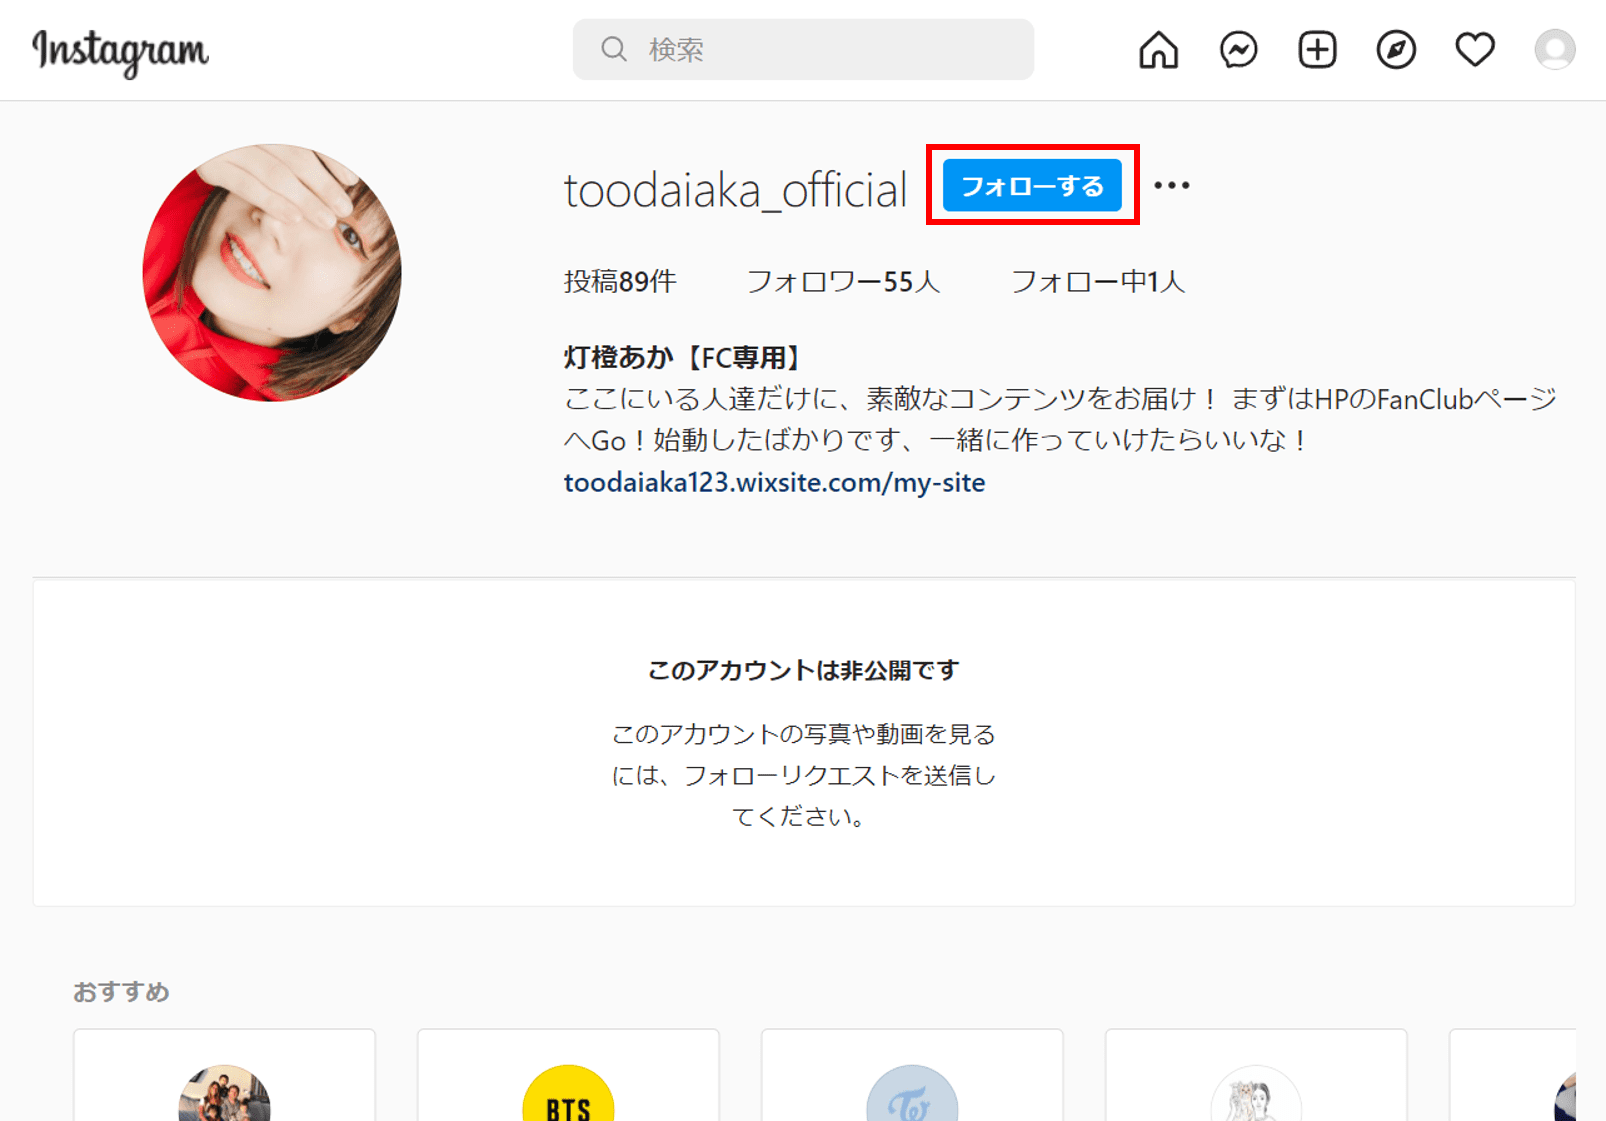 Instagram
検索
toodaiaka_official
フォローする
投稿89件 フォロワー55人 フォロー中1人
灯橙あか【FC専用】
ここにいる人達だけに、素敵なコンテンツをお届け！ まずはHPのFanClubページ
へGo！始動したばかりです、一緒に作っていけたらいいな！
toodaiaka123.wixsite.com/my-site
このアカウントは非公開です
このアカウントの写真や動画を見る
には、フォローリクエストを送信し
てください。
おすすめ
BTS